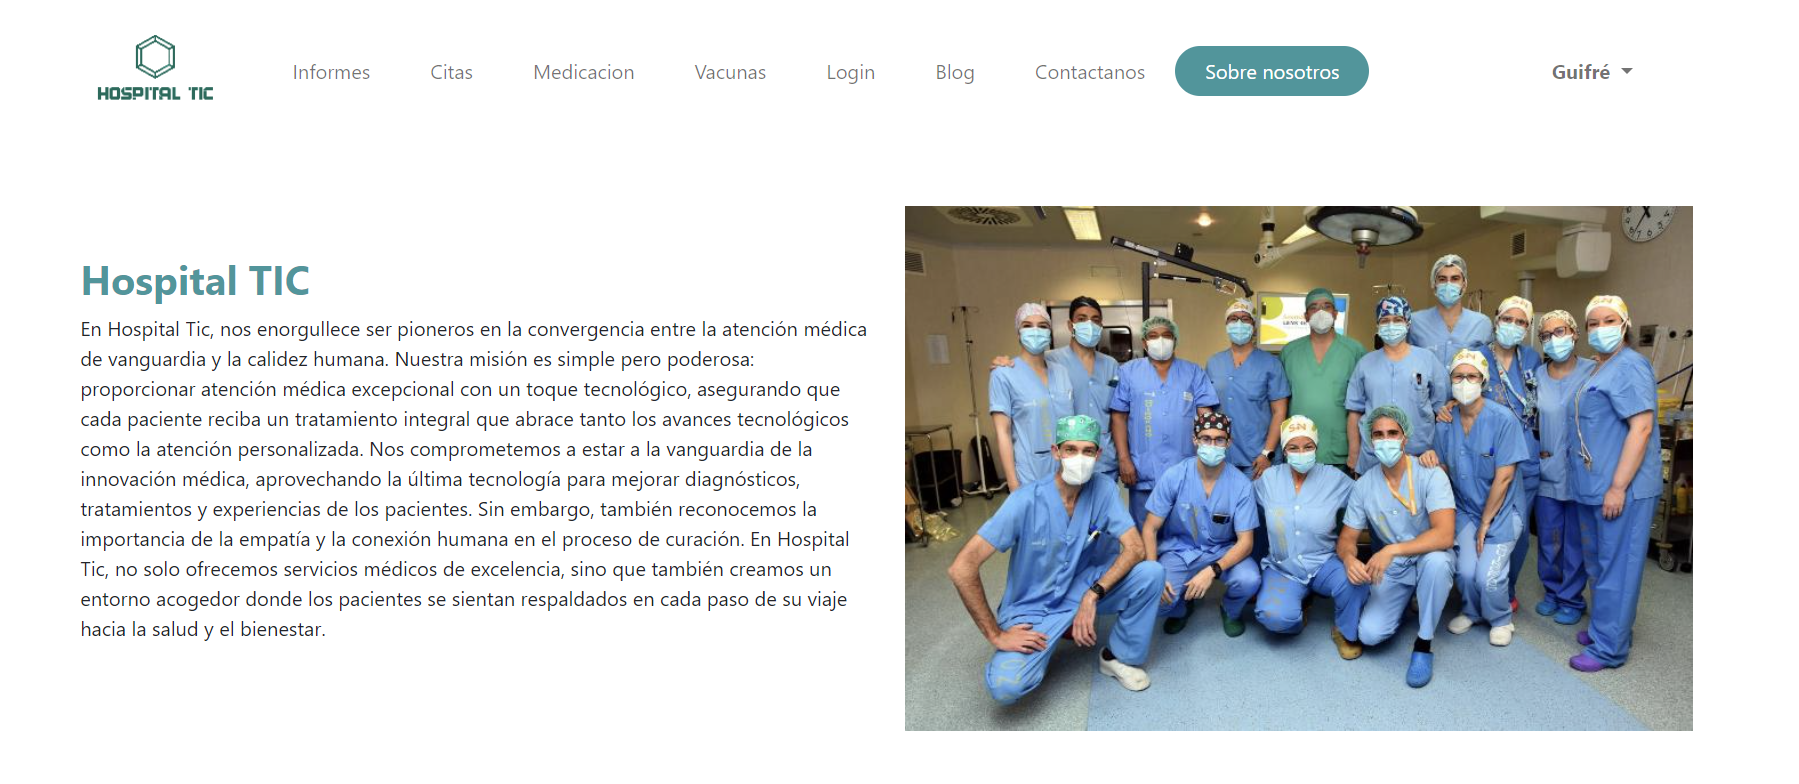 HOSPITAL TIC
Informes
Citas
Medicacion
Vacunas
Login
Blog
Contactanos
Sobre nosotros
Guifré
Hospital TIC
En Hospital Tic, nos enorgullece ser pioneros en la convergencia entre la atención médica
de vanguardia y la calidez humana. Nuestra misión es simple pero poderosa:
proporcionar atención médica excepcional con un toque tecnológico, asegurando que
cada paciente reciba un tratamiento integral que abrace tanto los avances tecnológicos
como la atención personalizada. Nos comprometemos a estar a la vanguardia de la
innovación médica, aprovechando la última tecnología para mejorar diagnósticos,
tratamientos y experiencias de los pacientes. Sin embargo, también reconocemos la
importancia de la empatía y la conexión humana en el proceso de curación. En Hospital
Tic, no solo ofrecemos servicios médicos de excelencia, sino que también creamos un
entorno acogedor donde los pacientes se sientan respaldados en cada paso de su viaje
hacia la salud y el bienestar.
SN
SN
SN
SN